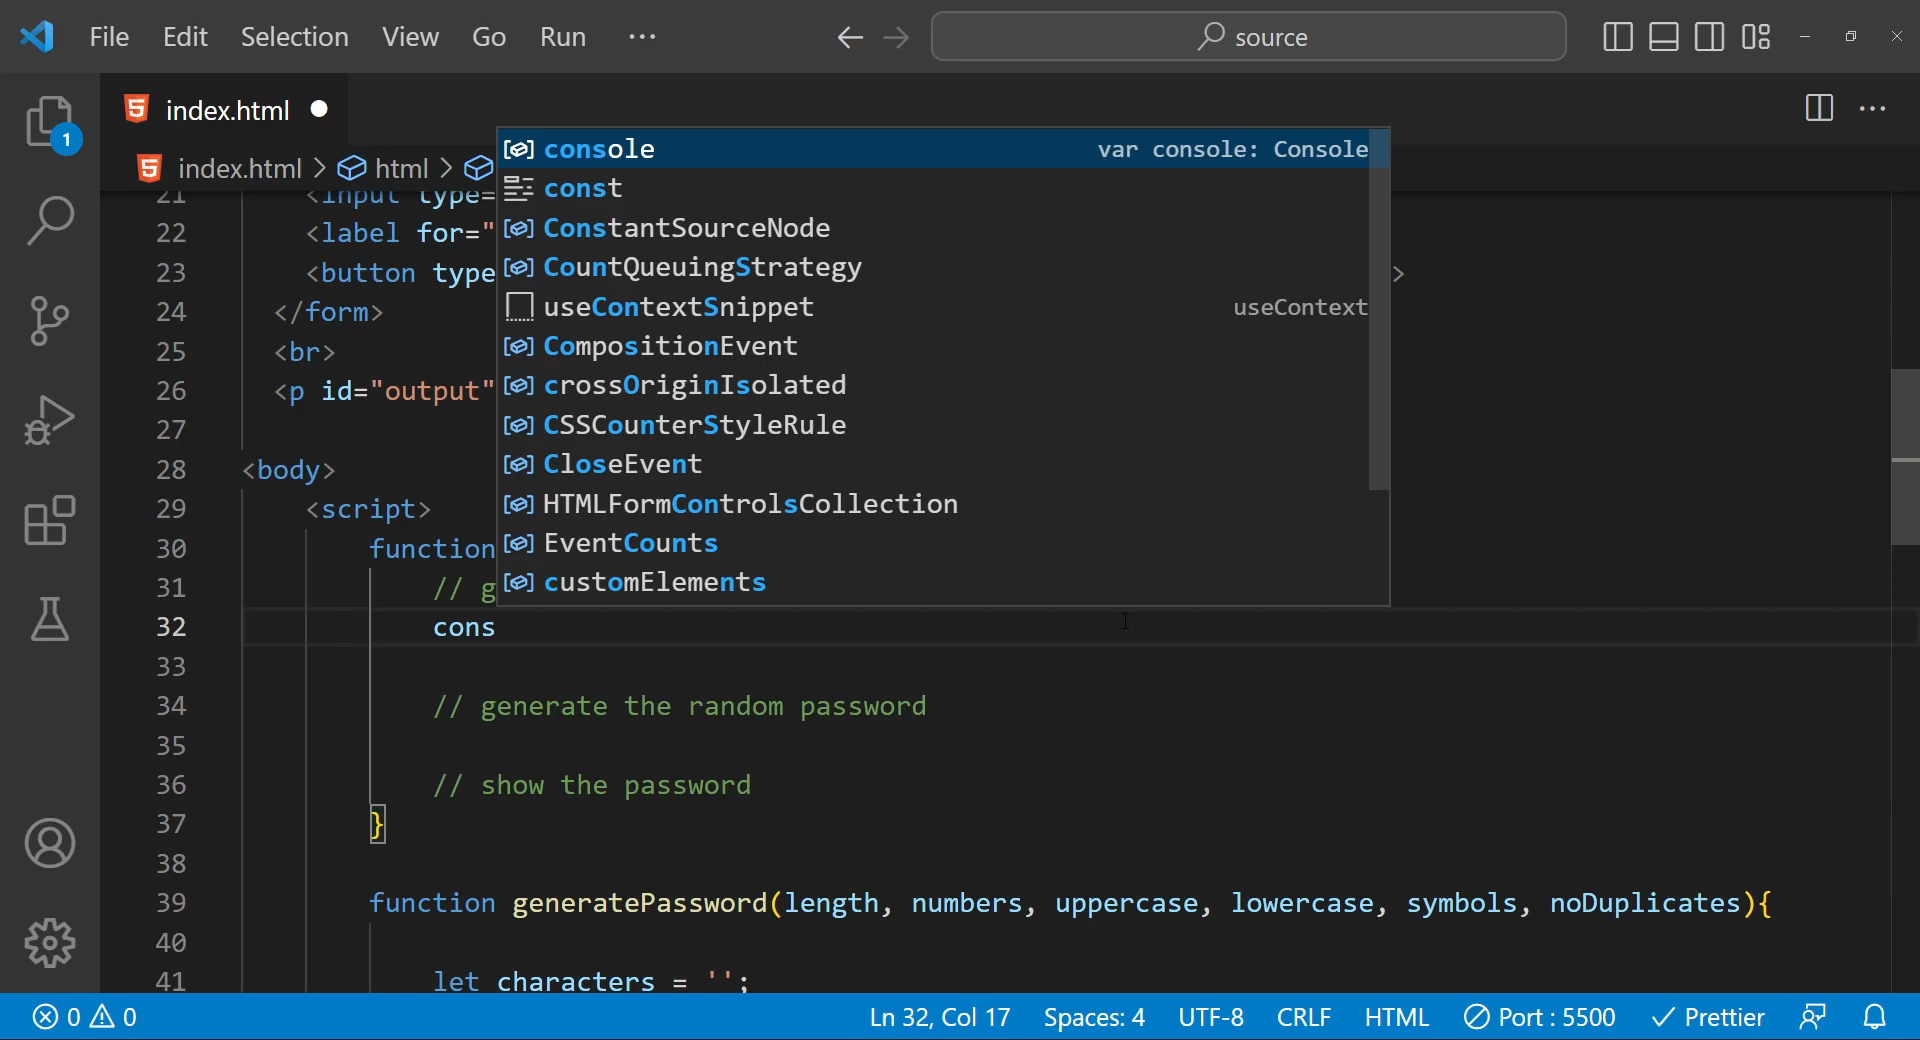 File Edit Selection View Go Run ··· source
index.html
index.html > html >
21 <input type=
22 <label for="
23 <button type >
24 </form>
25 <br>
26 <p id="output"
27
28 <body>
29 <script>
30 function
31 // g
32 cons
33
34 // generate the random password
35
36 // show the password
37 }
38
39 function generatePassword(length, numbers, uppercase, lowercase, symbols, noDuplicates){
40
41 let characters = '';
console var console: Console
const
ConstantSourceNode
CountQueuingStrategy
useContextSnippet useContext
CompositionEvent
crossOriginIsolated
CSSCounterStyleRule
CloseEvent
HTMLFormControlsCollection
EventCounts
customElements
1
0 0 Ln 32, Col 17 Spaces: 4 UTF-8 CRLF HTML Port : 5500 Prettier